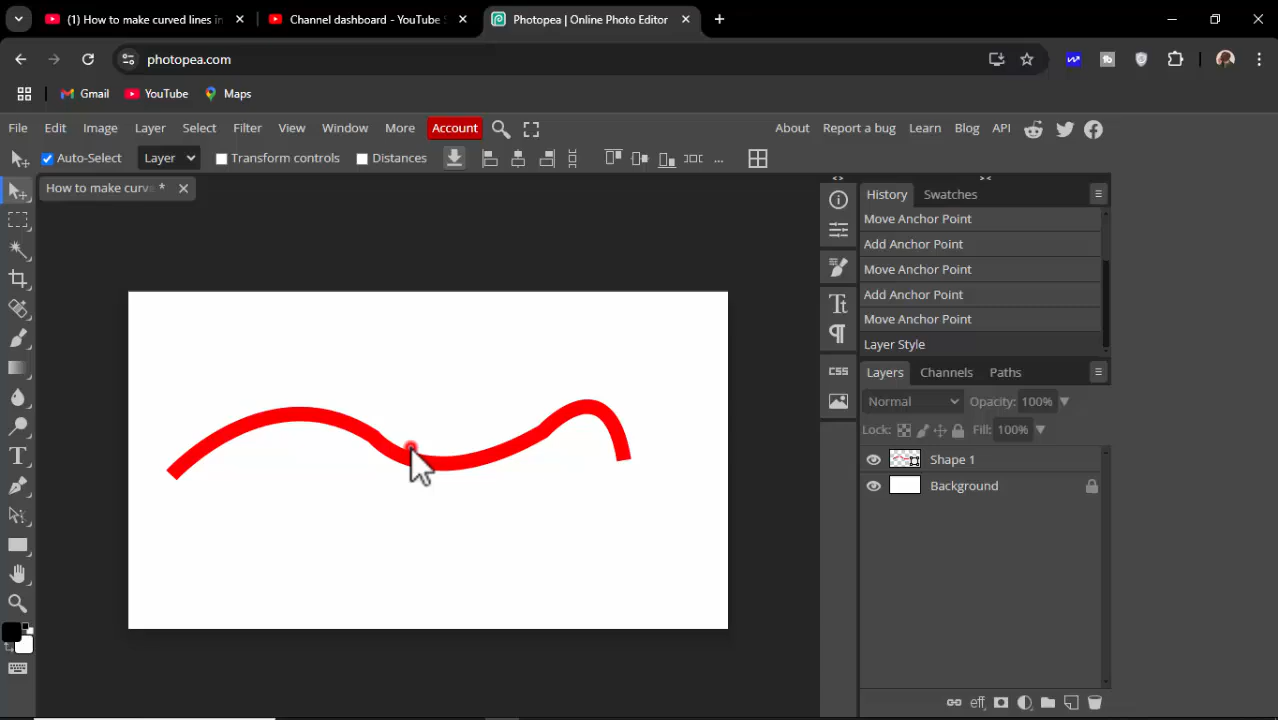 (1) How to make curved lines in
Channel dashboard - YouTube S
Photopea | Online Photo Editor
photopea.com
Gmail YouTube Maps
File Edit Image Layer Select Filter View Window More Account
About Report a bug Learn Blog API
Auto-Select Layer Transform controls Distances ...
How to make curve *
History Swatches
Move Anchor Point
Add Anchor Point
Move Anchor Point
Add Anchor Point
Move Anchor Point
Layer Style
Layers Channels Paths
Normal Opacity: 100%
Lock: Fill: 100%
Shape 1
Background
CSS
eff